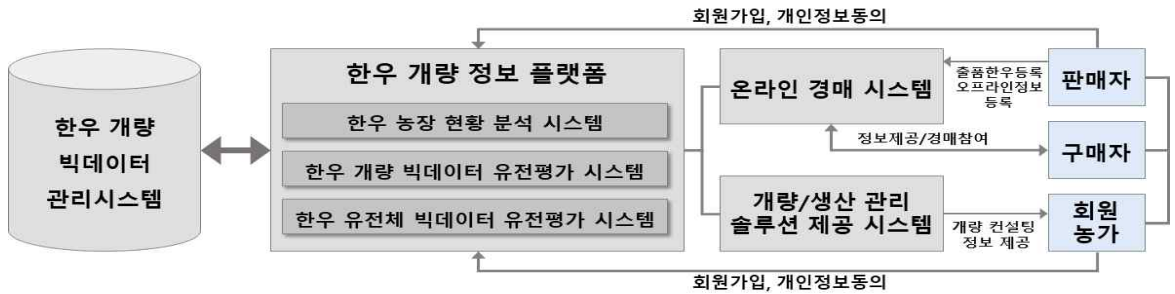 회원가입, 개인정보동의
한우 개량
빅데이터
관리시스템
한우 개량 정보 플랫폼
한우 농장 현황 분석 시스템
한우 개량 빅데이터 유전평가 시스템
한우 유전체 빅데이터 유전평가 시스템
온라인 경매 시스템
출품한우등록
오프라인정보
등록
판매자
정보제공/경매참여
구매자
개량/생산 관리
솔루션 제공 시스템
개량 컨설팅
정보 제공
회원
농가
회원가입, 개인정보동의